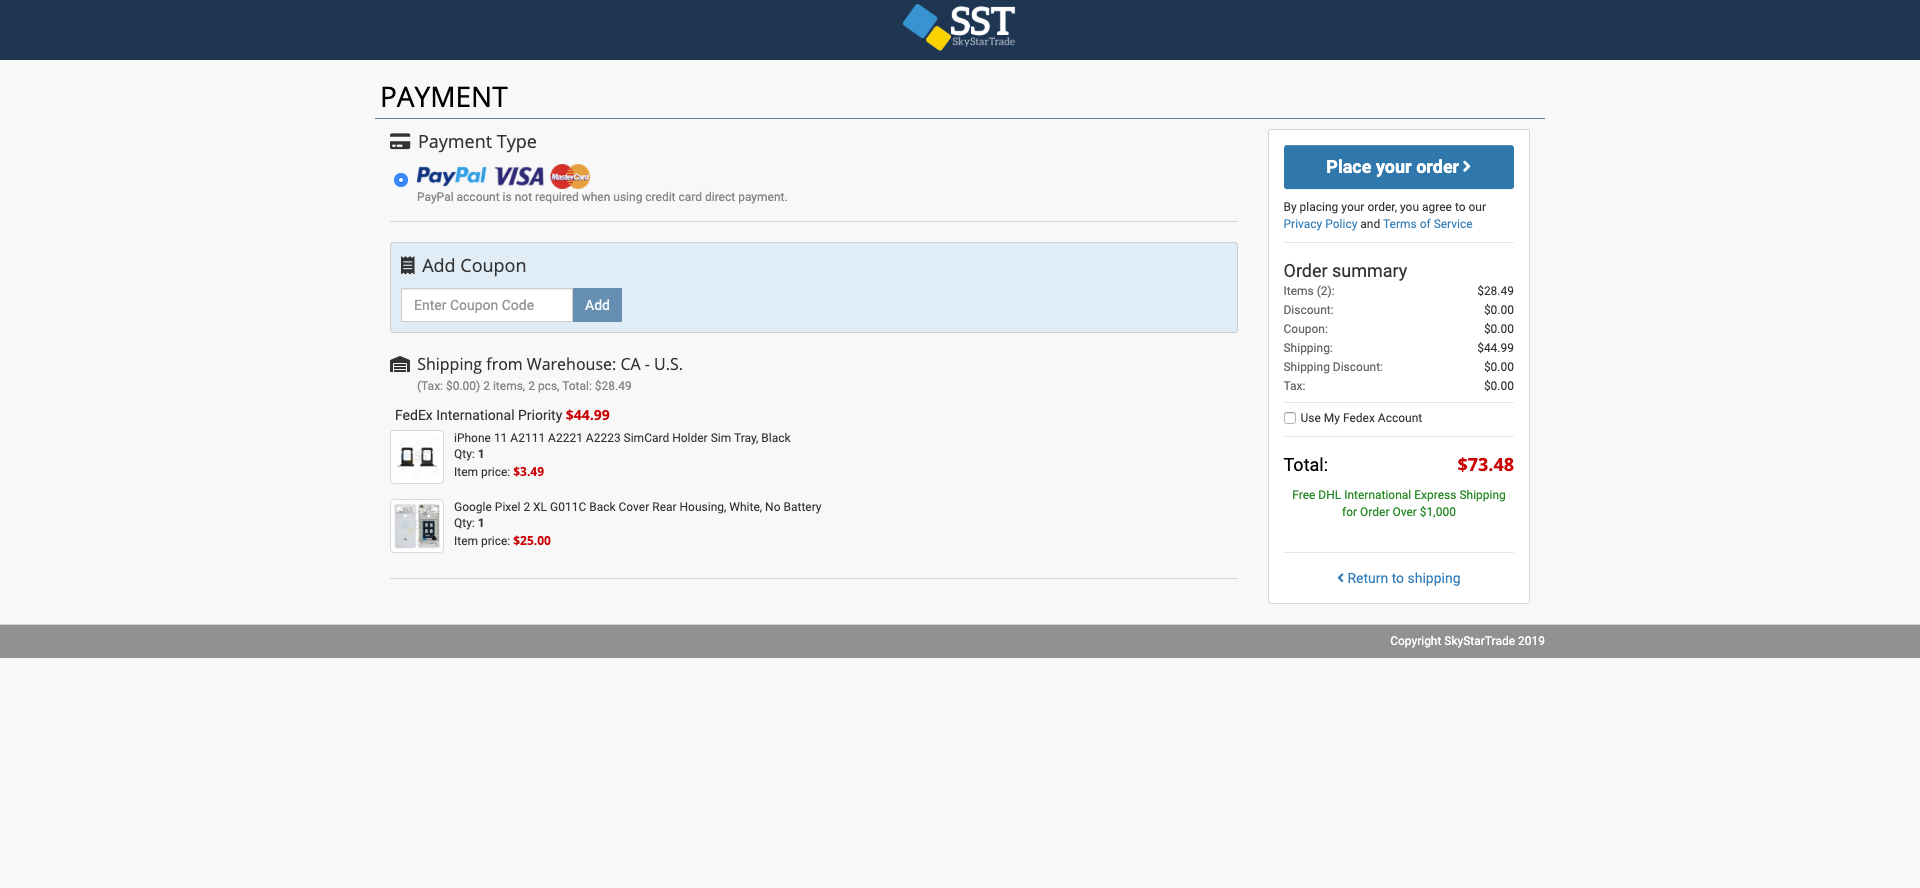 SST
SkyStarTrade
PAYMENT
Payment Type
PayPal VISA MasterCard
PayPal account is not required when using credit card direct payment.
Add Coupon
Enter Coupon Code Add
Shipping from Warehouse: CA - U.S.
(Tax: $0.00) 2 items, 2 pcs, Total: $28.49
FedEx International Priority $44.99
iPhone 11 A2111 A2221 A2223 SimCard Holder Sim Tray, Black
Qty: 1
Item price: $3.49
Google Pixel 2 XL G011C Back Cover Rear Housing, White, No Battery
Qty: 1
Item price: $25.00
Place your order
By placing your order, you agree to our
Privacy Policy and Terms of Service
Order summary
Items (2): $28.49
Discount: $0.00
Coupon: $0.00
Shipping: $44.99
Shipping Discount: $0.00
Tax: $0.00
Use My Fedex Account
Total: $73.48
Free DHL International Express Shipping
for Order Over $1,000
Return to shipping
Copyright SkyStarTrade 2019